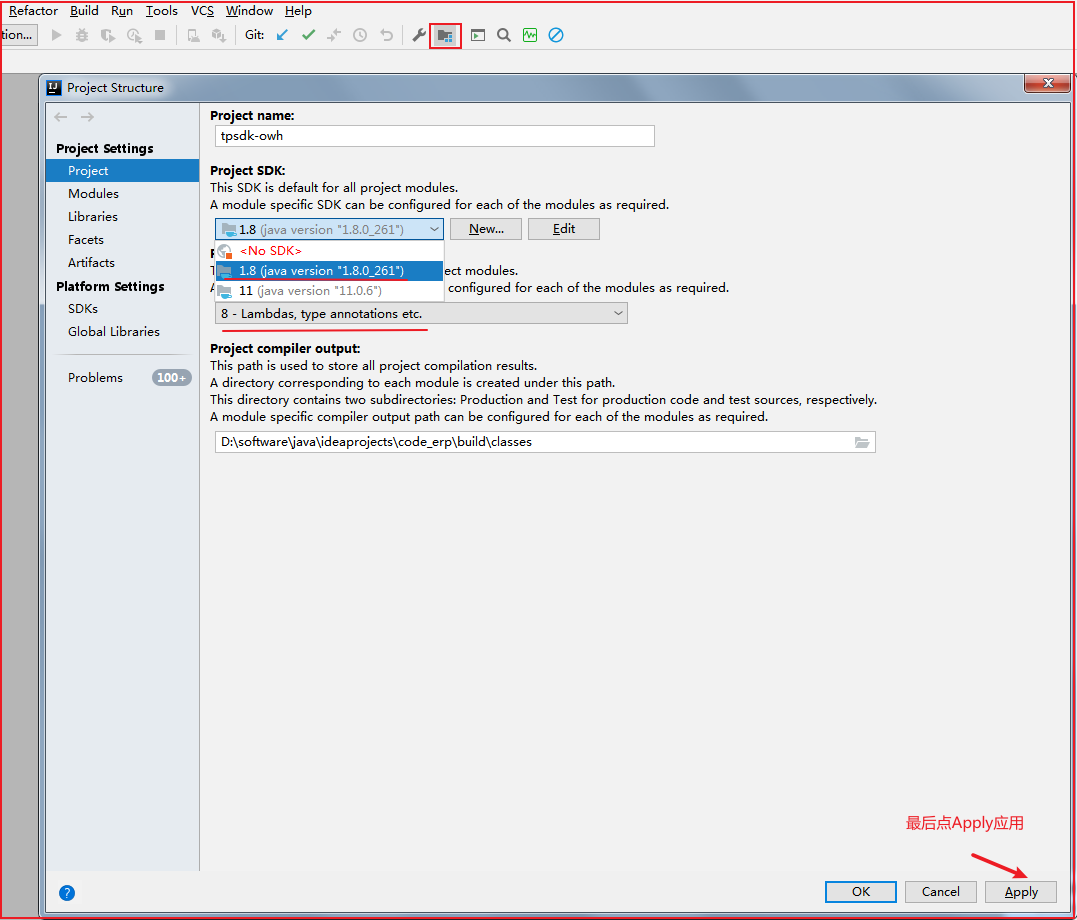 Refactor Build Run Tools VCS Window Help
tion... Git:
Project Structure
Project name:
tpsdk-owh
Project Settings
Project
Modules
Libraries
Facets
Artifacts
Platform Settings
SDKs
Global Libraries
Problems 100+
Project SDK:
This SDK is default for all project modules.
A module specific SDK can be configured for each of the modules as required.
1.8 (java version "1.8.0_261") New... Edit
<No SDK>
1.8 (java version "1.8.0_261") ect modules.
11 (java version "11.0.6") configured for each of the modules as required.
8 - Lambdas, type annotations etc.
Project compiler output:
This path is used to store all project compilation results.
A directory corresponding to each module is created under this path.
This directory contains two subdirectories: Production and Test for production code and test sources, respectively.
A module specific compiler output path can be configured for each of the modules as required.
D:\software\java\ideaprojects\code_erp\build\classes
最后点Apply应用
? OK Cancel Apply